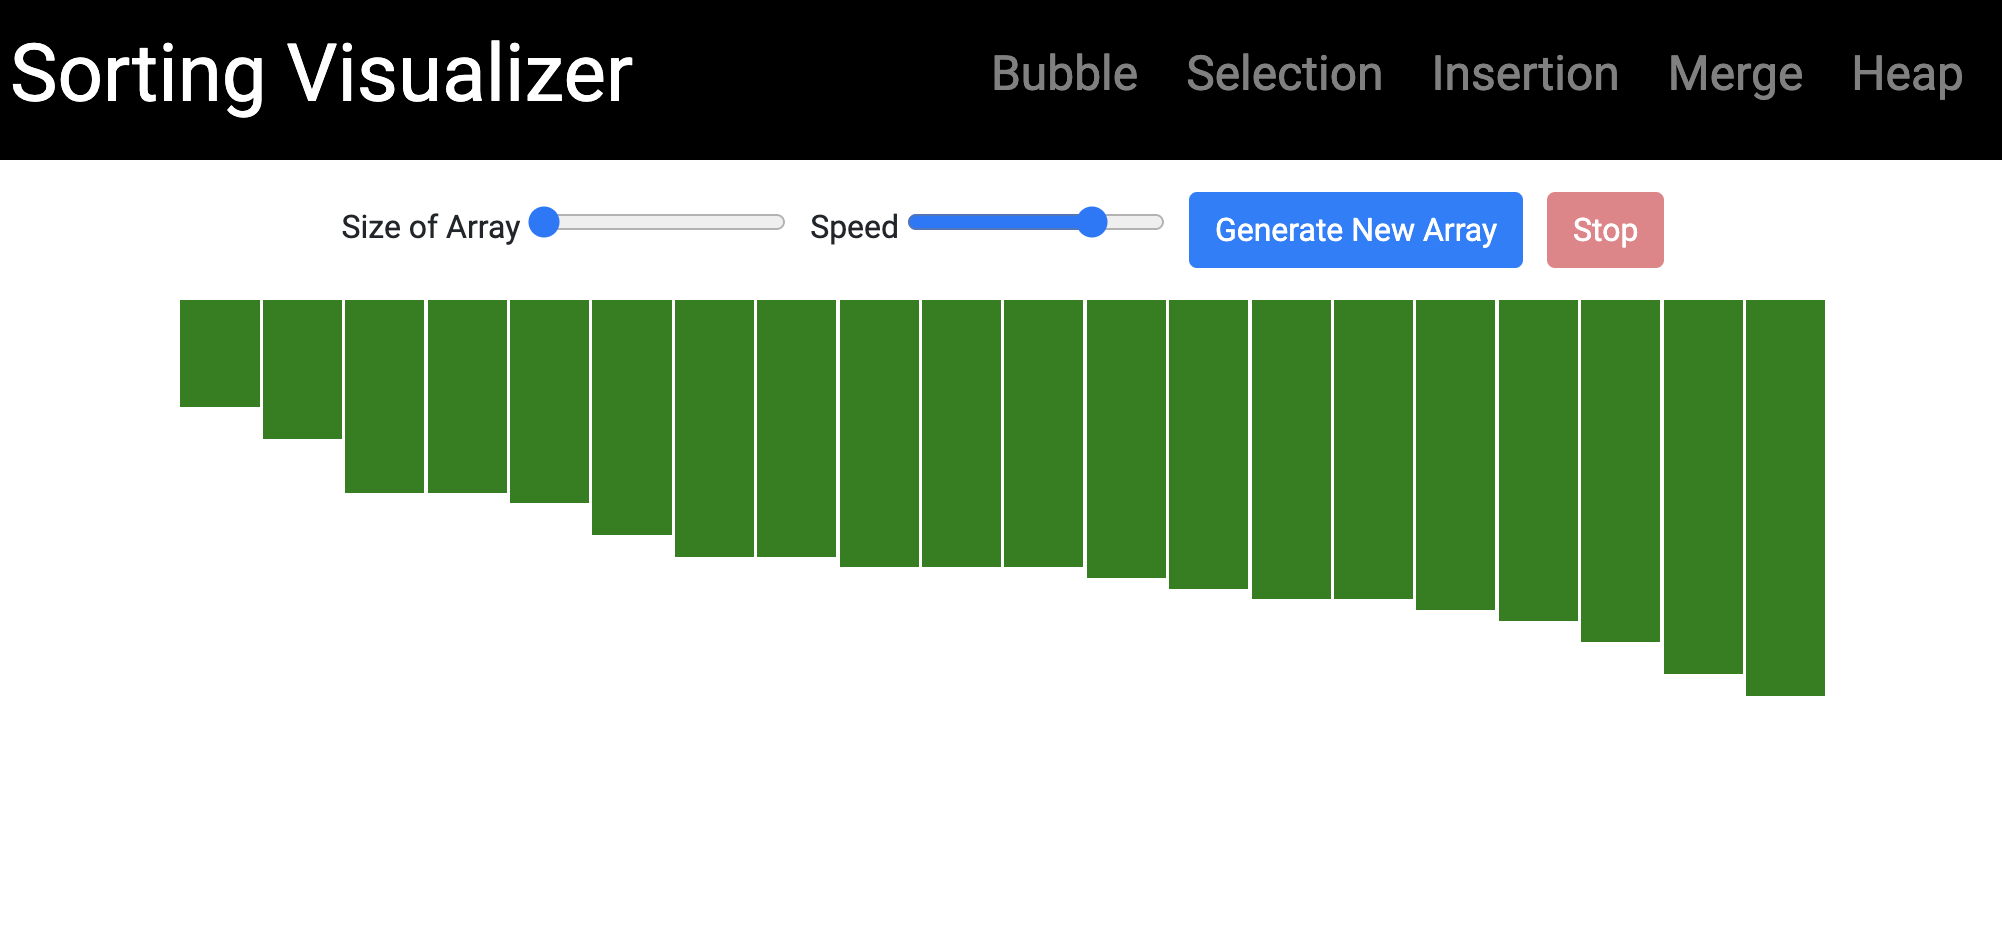 Sorting Visualizer
Bubble Selection Insertion Merge Heap
Size of Array Speed Generate New Array Stop